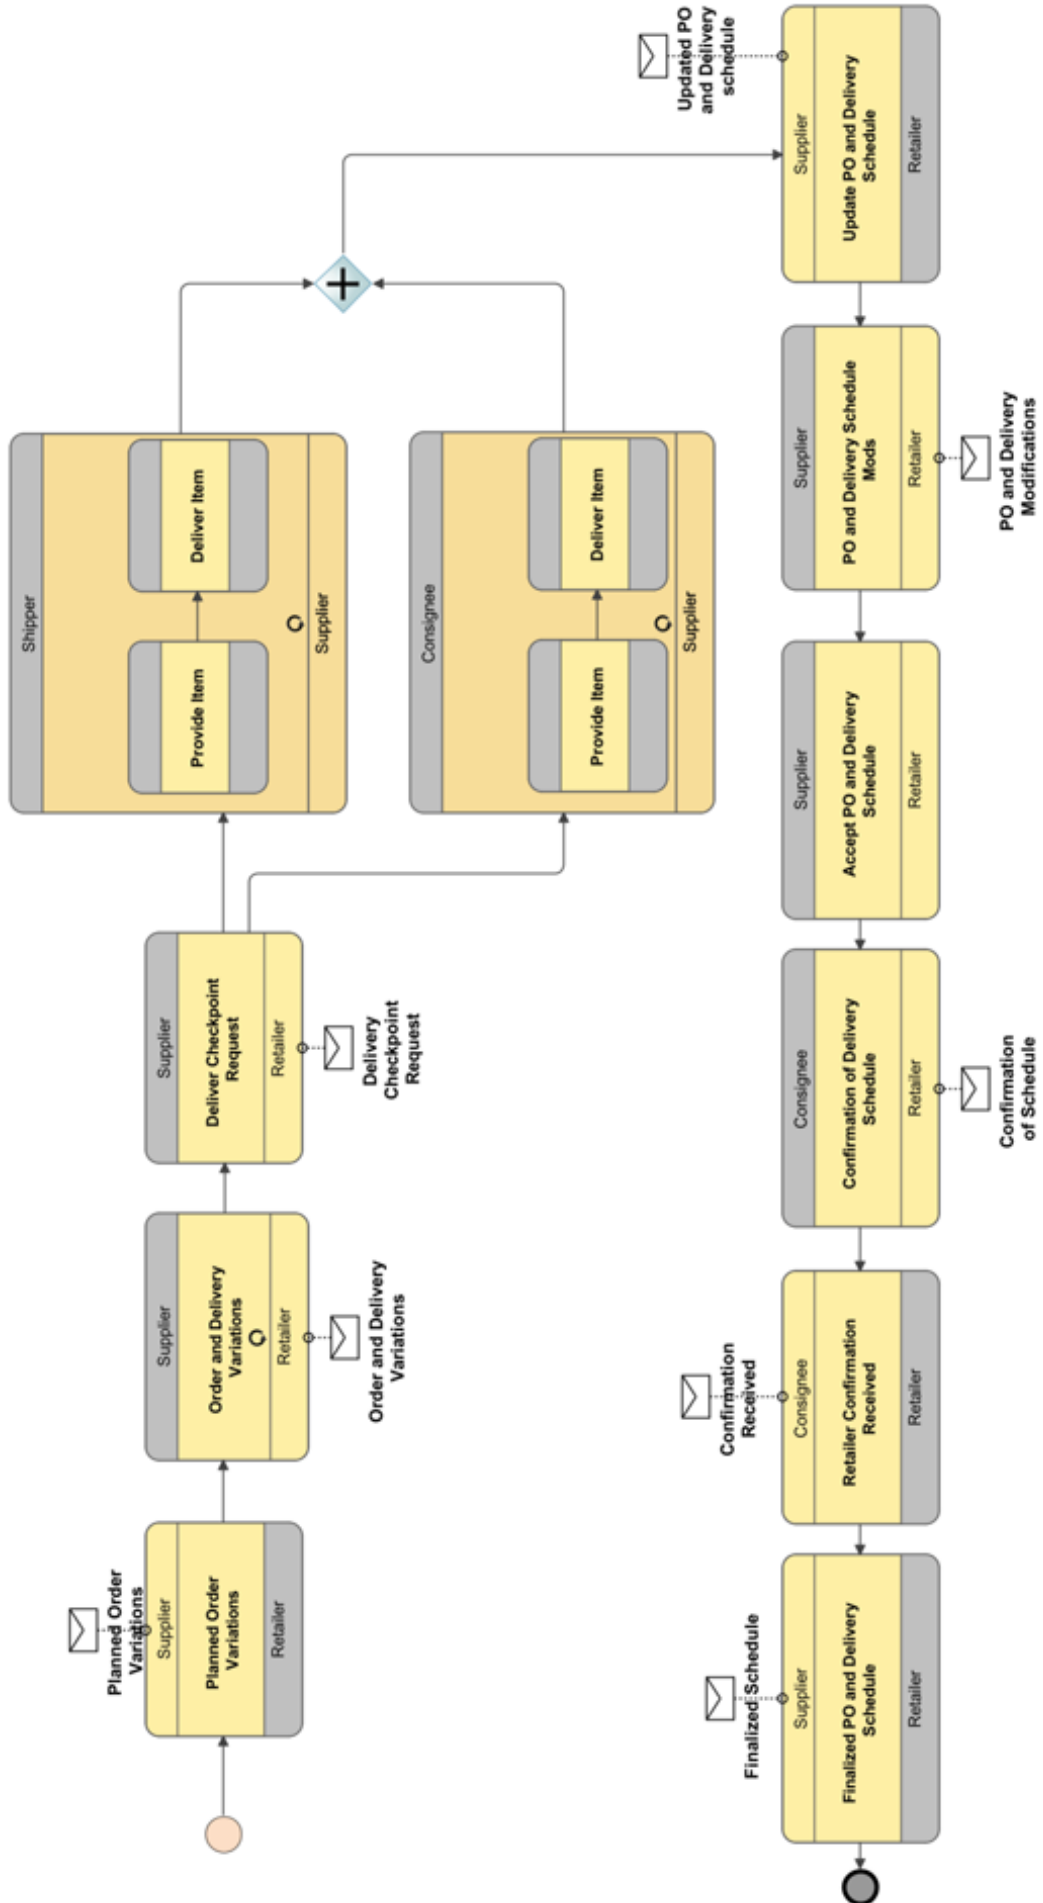 Planned Order
Variations
Supplier
Planned Order
Variations
Retailer
Supplier
Order and Delivery
Variations
Retailer
Order and Delivery
Variations
Supplier
Deliver Checkpoint
Request
Retailer
Delivery
Checkpoint
Request
Shipper
Provide Item
Deliver Item
Supplier
Consignee
Provide Item
Deliver Item
Supplier
Updated PO
and Delivery
schedule
Supplier
Update PO and Delivery
Schedule
Retailer
Supplier
PO and Delivery Schedule
Mods
Retailer
PO and Delivery
Modifications
Supplier
Accept PO and Delivery
Schedule
Retailer
Consignee
Confirmation of Delivery
Schedule
Retailer
Confirmation
of Schedule
Confirmation
Received
Consignee
Retailer Confirmation
Received
Retailer
Finalized Schedule
Supplier
Finalized PO and Delivery
Schedule
Retailer